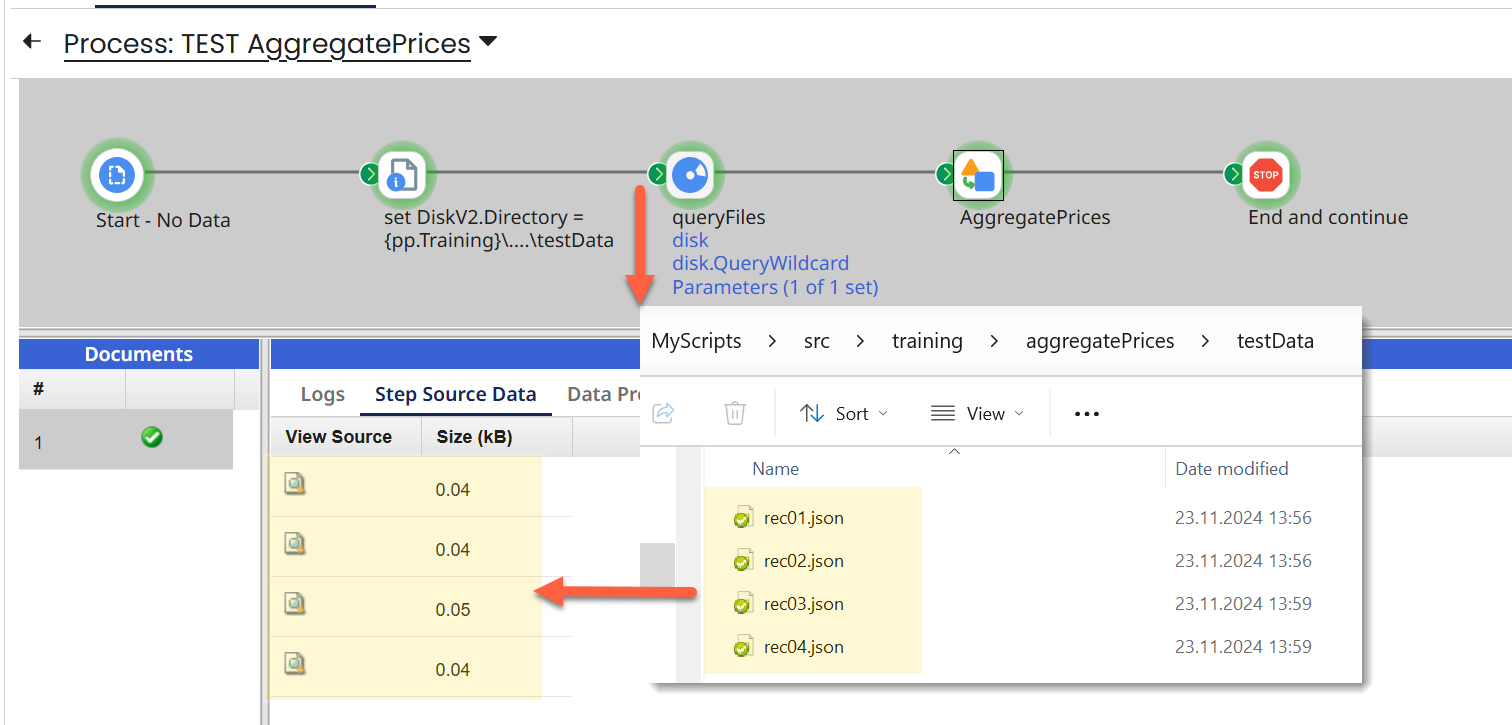 Process: TEST AggregatePrices
STOP
Start - No Data
set DiskV2.Directory =
{pp.Training}\....\testData
queryFiles
disk
disk.QueryWildcard
Parameters (1 of 1 set)
AggregatePrices
End and continue
Documents
#
1
Logs
Step Source Data
Data Pr
View Source
Size (kB)
0.04
0.04
0.05
0.04
MyScripts > src > training > aggregatePrices > testData
Sort
View
Name
Date modified
rec01.json 23.11.2024 13:56
rec02.json 23.11.2024 13:56
rec03.json 23.11.2024 13:59
rec04.json 23.11.2024 13:59